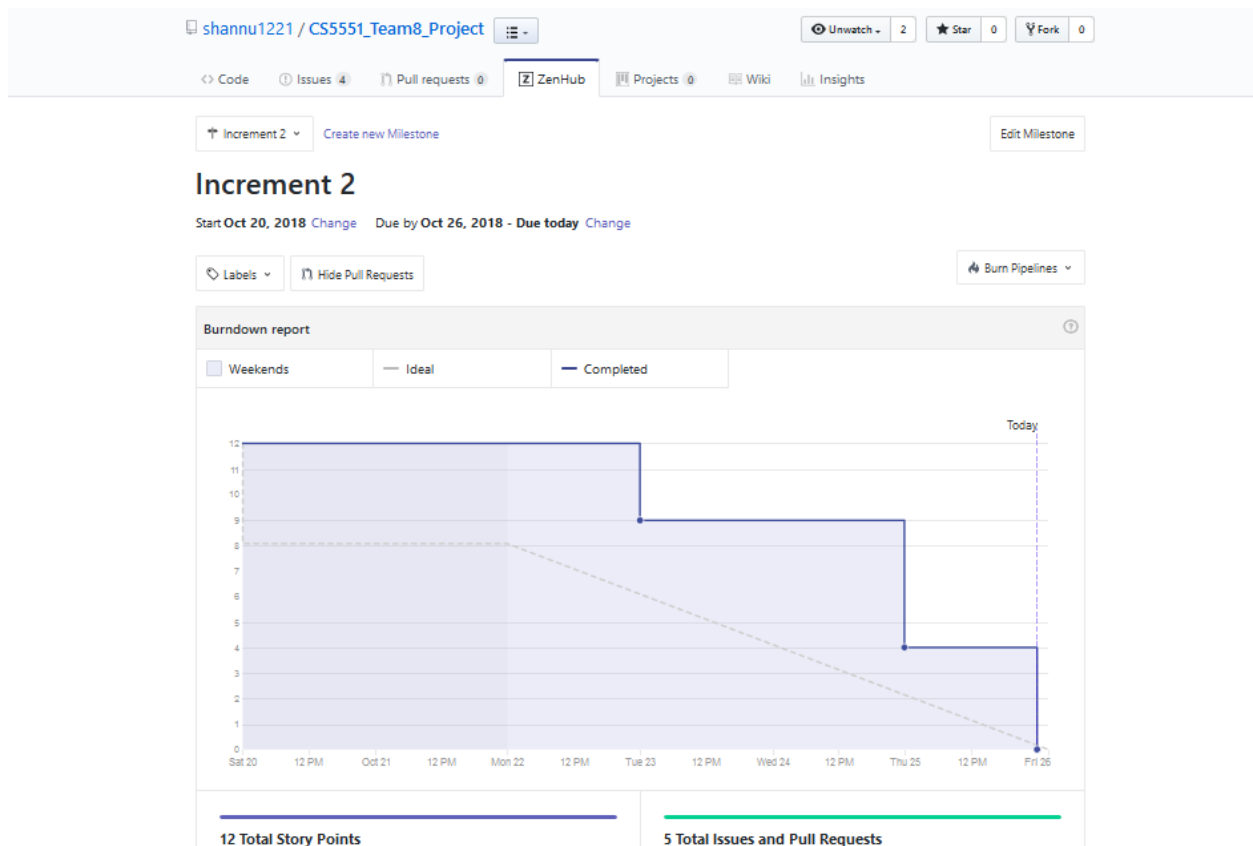 shannu1221 / CS5551_Team8_Project
Unwatch 2 Star 0 Fork 0
Code Issues 4 Pull requests 0 Z ZenHub Projects 0 Wiki Insights
Increment 2 Create new Milestone Edit Milestone
Increment 2
Start Oct 20, 2018 Change Due by Oct 26, 2018 - Due today Change
Labels Hide Pull Requests Burn Pipelines
Burndown report ?
Weekends Ideal Completed
Today
12
11
10
9
8
7
6
5
4
3
2
1
0
Sat 20 12 PM Oct 21 12 PM Mon 22 12 PM Tue 23 12 PM Wed 24 12 PM Thu 25 12 PM Fri 26
12 Total Story Points 5 Total Issues and Pull Requests